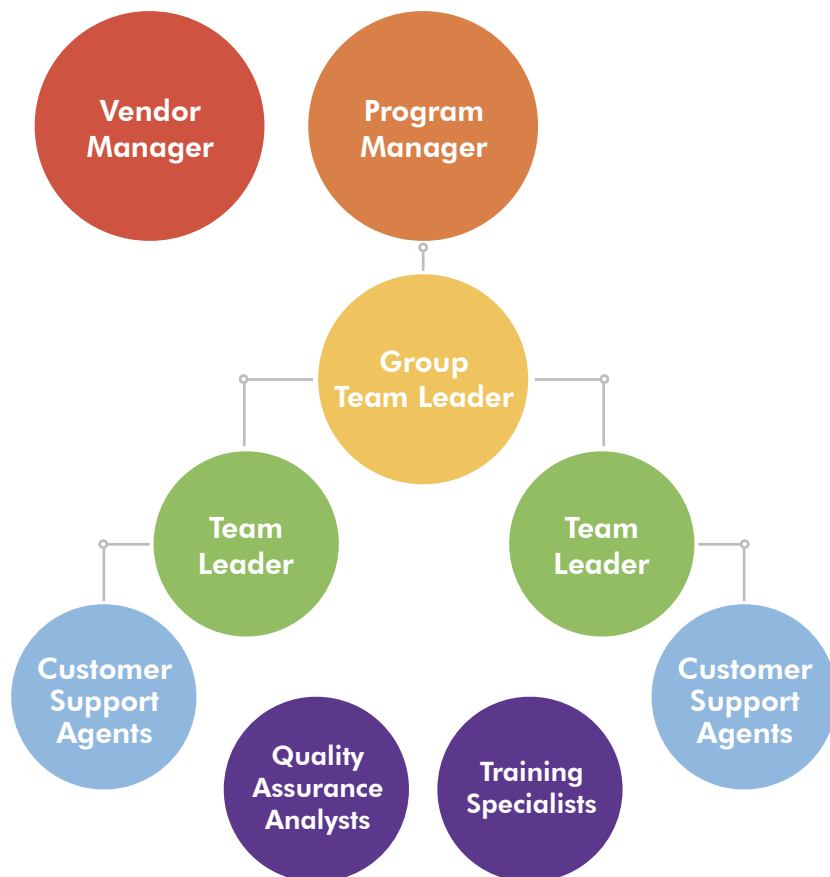 Vendor
Manager
Program
Manager
Group
Team Leader
Team
Leader
Team
Leader
Customer
Support
Agents
Customer
Support
Agents
Quality
Assurance
Analysts
Training
Specialists